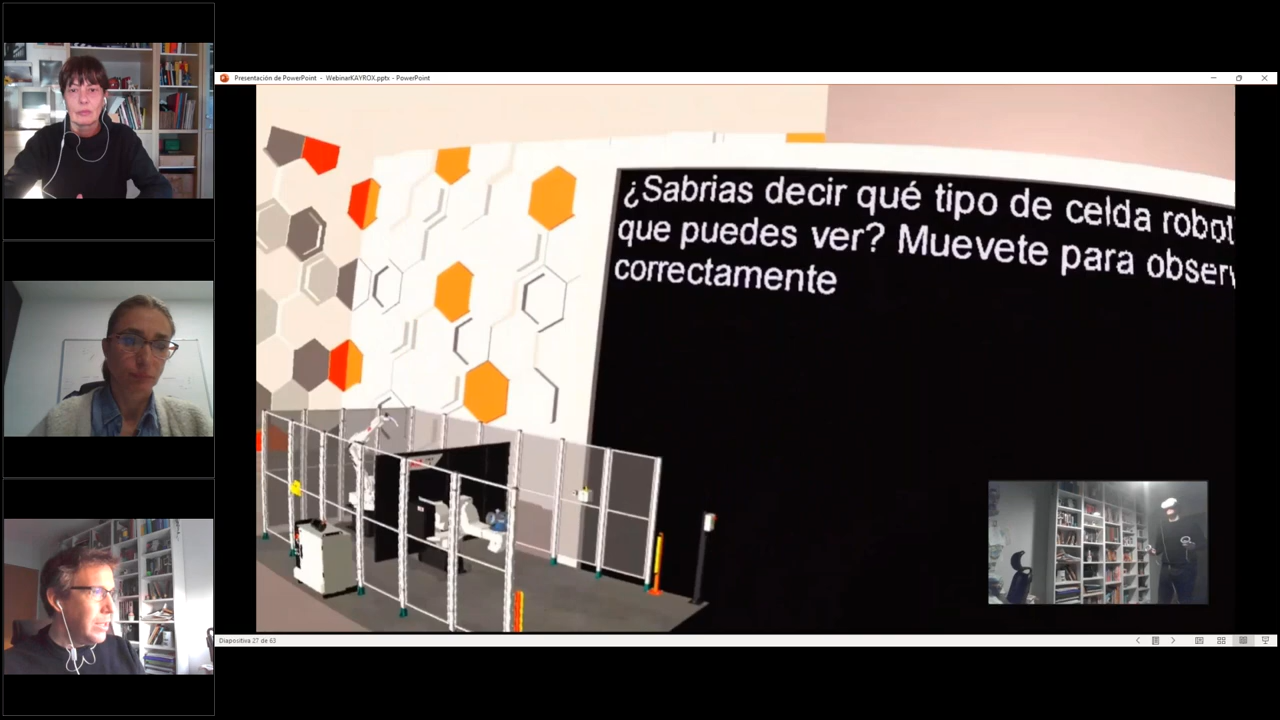 Presentación de PowerPoint - WebinarKAYROX.pptx - PowerPoint
¿Sabrias decir qué tipo de celda robot
que puedes ver? Muevete para obser
correctamente
Diapositiva 27 de 63